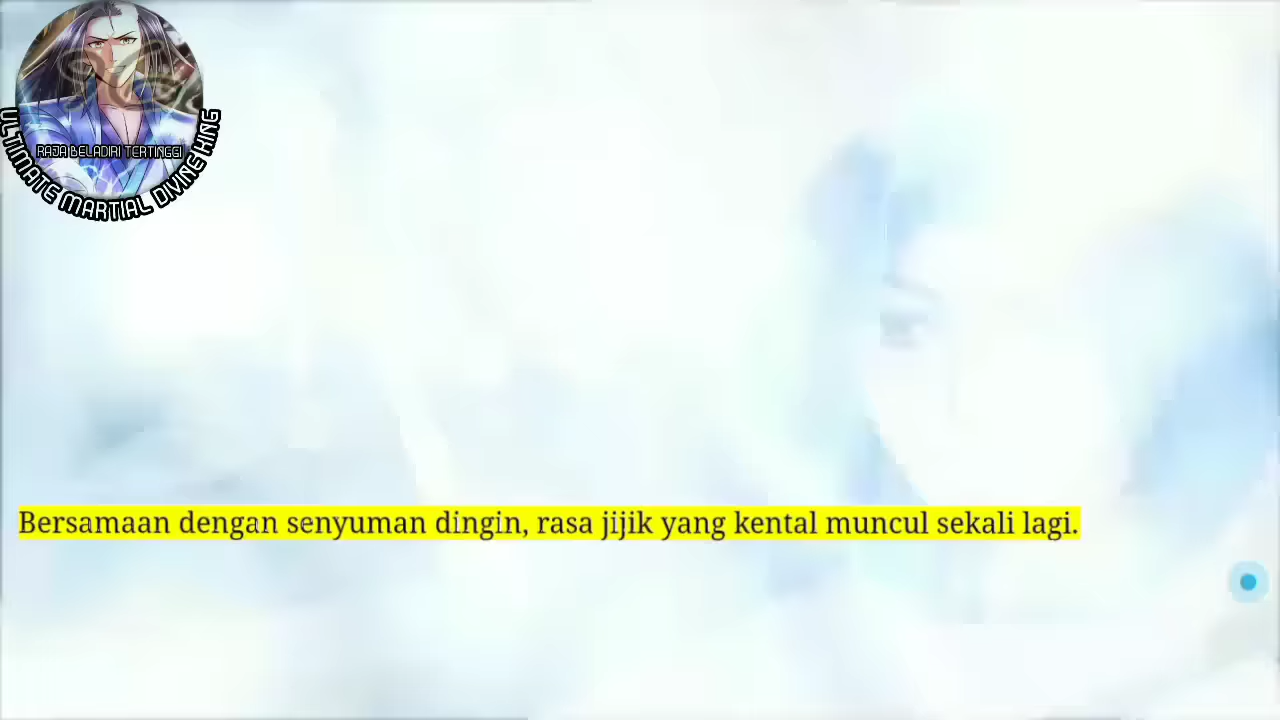 RAJA BELADIRI TERTINGGI
ULTIMATE MARTIAL DIVINE KING
Bersamaan dengan senyuman dingin, rasa jijik yang kental muncul sekali lagi.